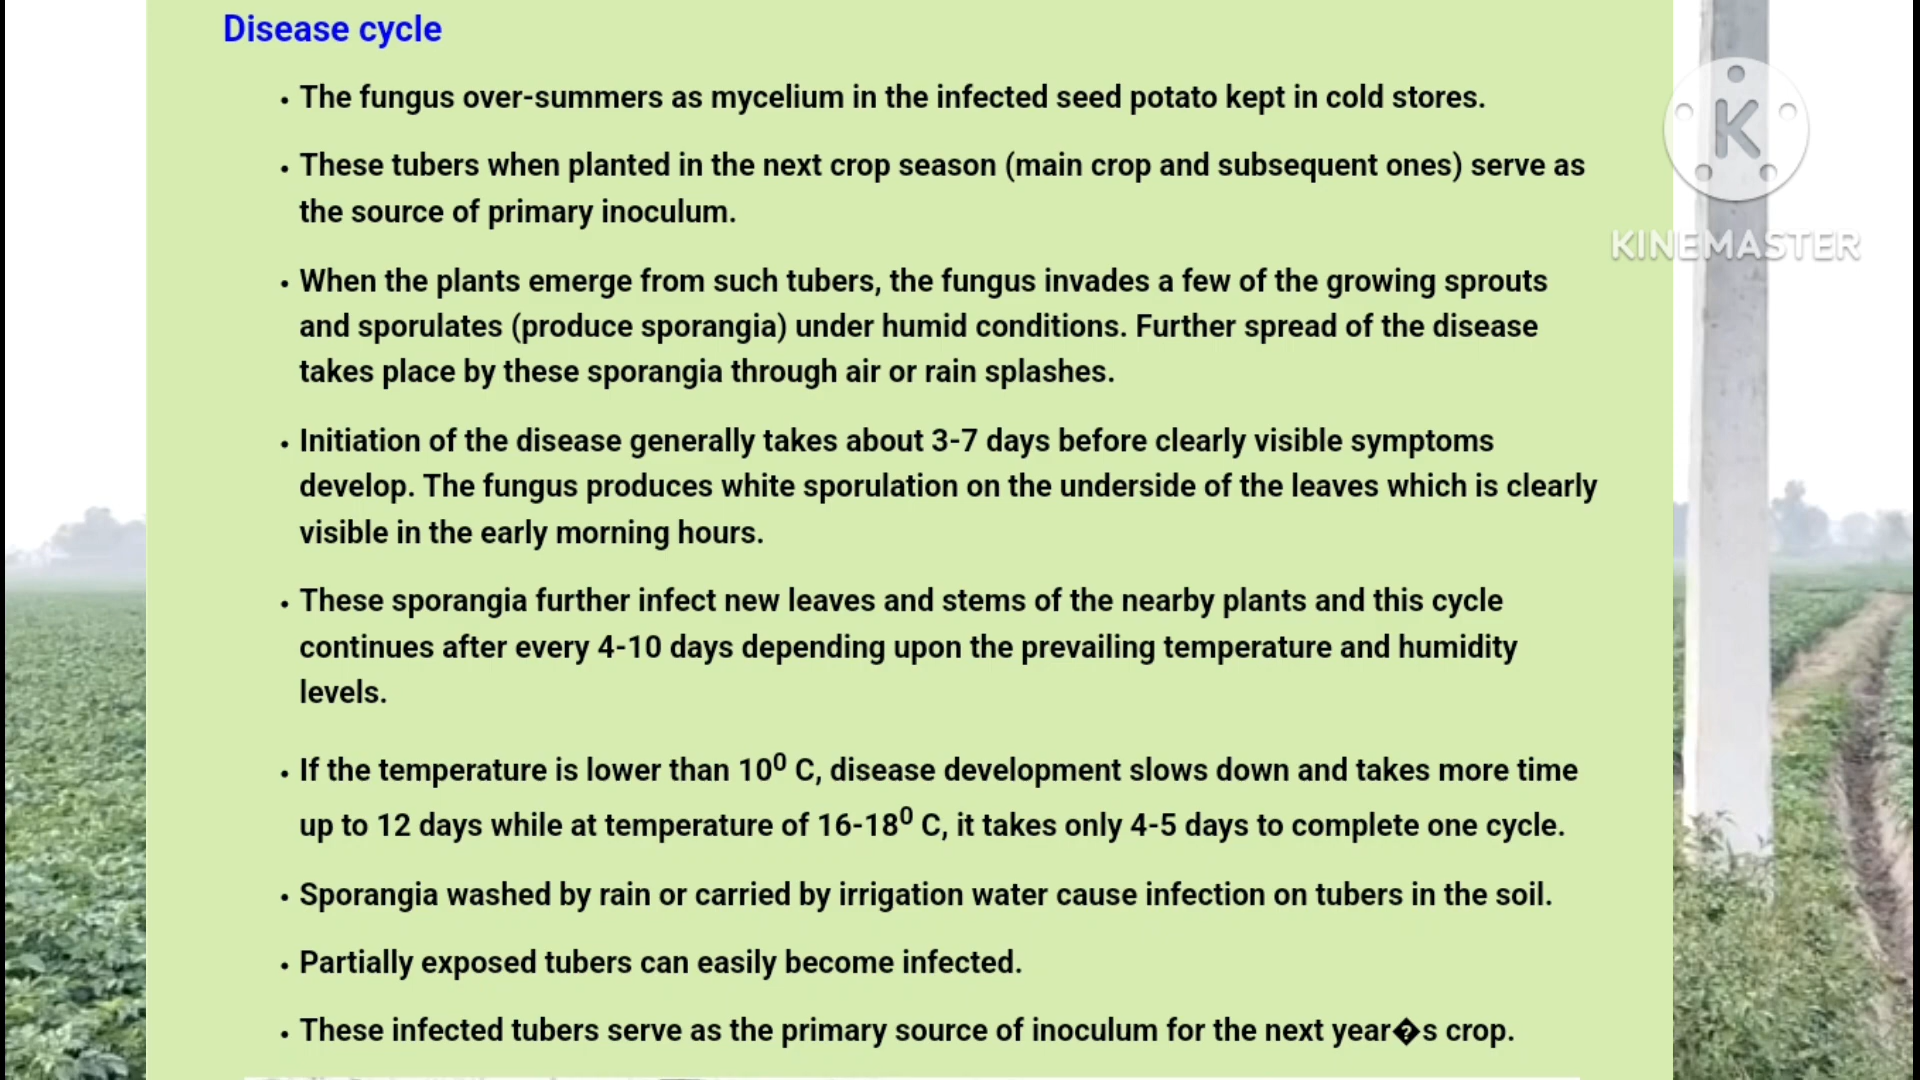 Disease cycle
• The fungus over-summers as mycelium in the infected seed potato kept in cold stores.
• These tubers when planted in the next crop season (main crop and subsequent ones) serve as
the source of primary inoculum.
• When the plants emerge from such tubers, the fungus invades a few of the growing sprouts
and sporulates (produce sporangia) under humid conditions. Further spread of the disease
takes place by these sporangia through air or rain splashes.
• Initiation of the disease generally takes about 3-7 days before clearly visible symptoms
develop. The fungus produces white sporulation on the underside of the leaves which is clearly
visible in the early morning hours.
• These sporangia further infect new leaves and stems of the nearby plants and this cycle
continues after every 4-10 days depending upon the prevailing temperature and humidity
levels.
• If the temperature is lower than 10⁰ C, disease development slows down and takes more time
up to 12 days while at temperature of 16-18⁰ C, it takes only 4-5 days to complete one cycle.
• Sporangia washed by rain or carried by irrigation water cause infection on tubers in the soil.
• Partially exposed tubers can easily become infected.
• These infected tubers serve as the primary source of inoculum for the next year�s crop.
K
KINEMASTER